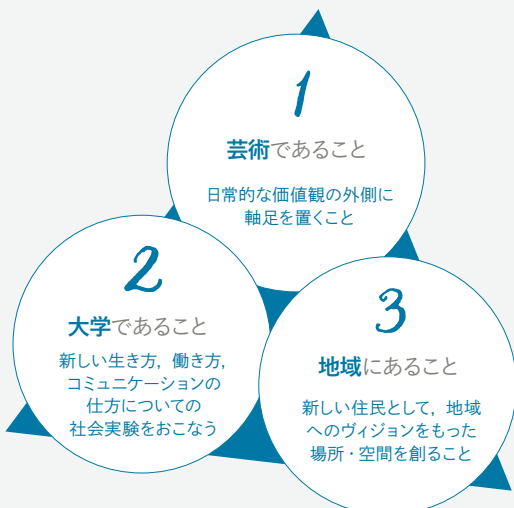 1
芸術であること
日常的な価値観の外側に
軸足を置くこと
2
大学であること
新しい生き方，働き方，
コミュニケーションの
仕方についての
社会実験をおこなう
3
地域にあること
新しい住民として，地域
へのヴィジョンをもった
場所・空間を創ること